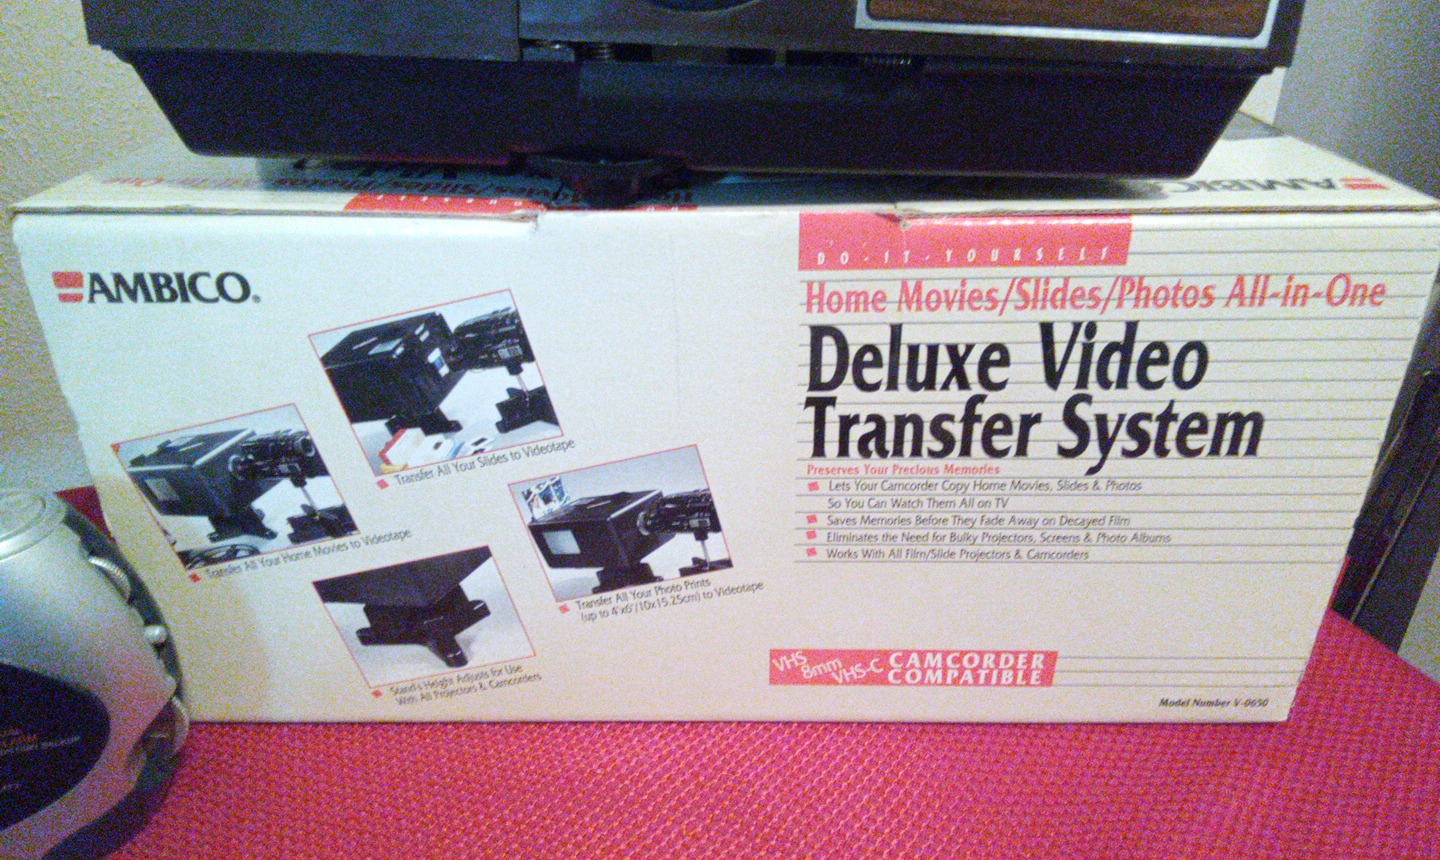 AMBICO
AMBICO®
DO-IT-YOURSELF
Home Movies/Slides/Photos All-in-One
Deluxe Video
Transfer System
Preserves Your Precious Memories
Lets Your Camcorder Copy Home Movies, Slides & Photos
So You Can Watch Them All on TV
Saves Memories Before They Fade Away on Decayed Film
Eliminates the Need for Bulky Projectors, Screens & Photo Albums
Works With All Film/Slide Projectors & Camcorders
Transfer All Your Slides to Videotape
Transfer All Your Home Movies to Videotape
Transfer All Your Photo Prints
(up to 4"x6"/10x15.25cm) to Videotape
Stand's Height Adjusts for Use
With All Projectors & Camcorders
VHS
8mm
VHS-C
CAMCORDER
COMPATIBLE
Model Number V-0650